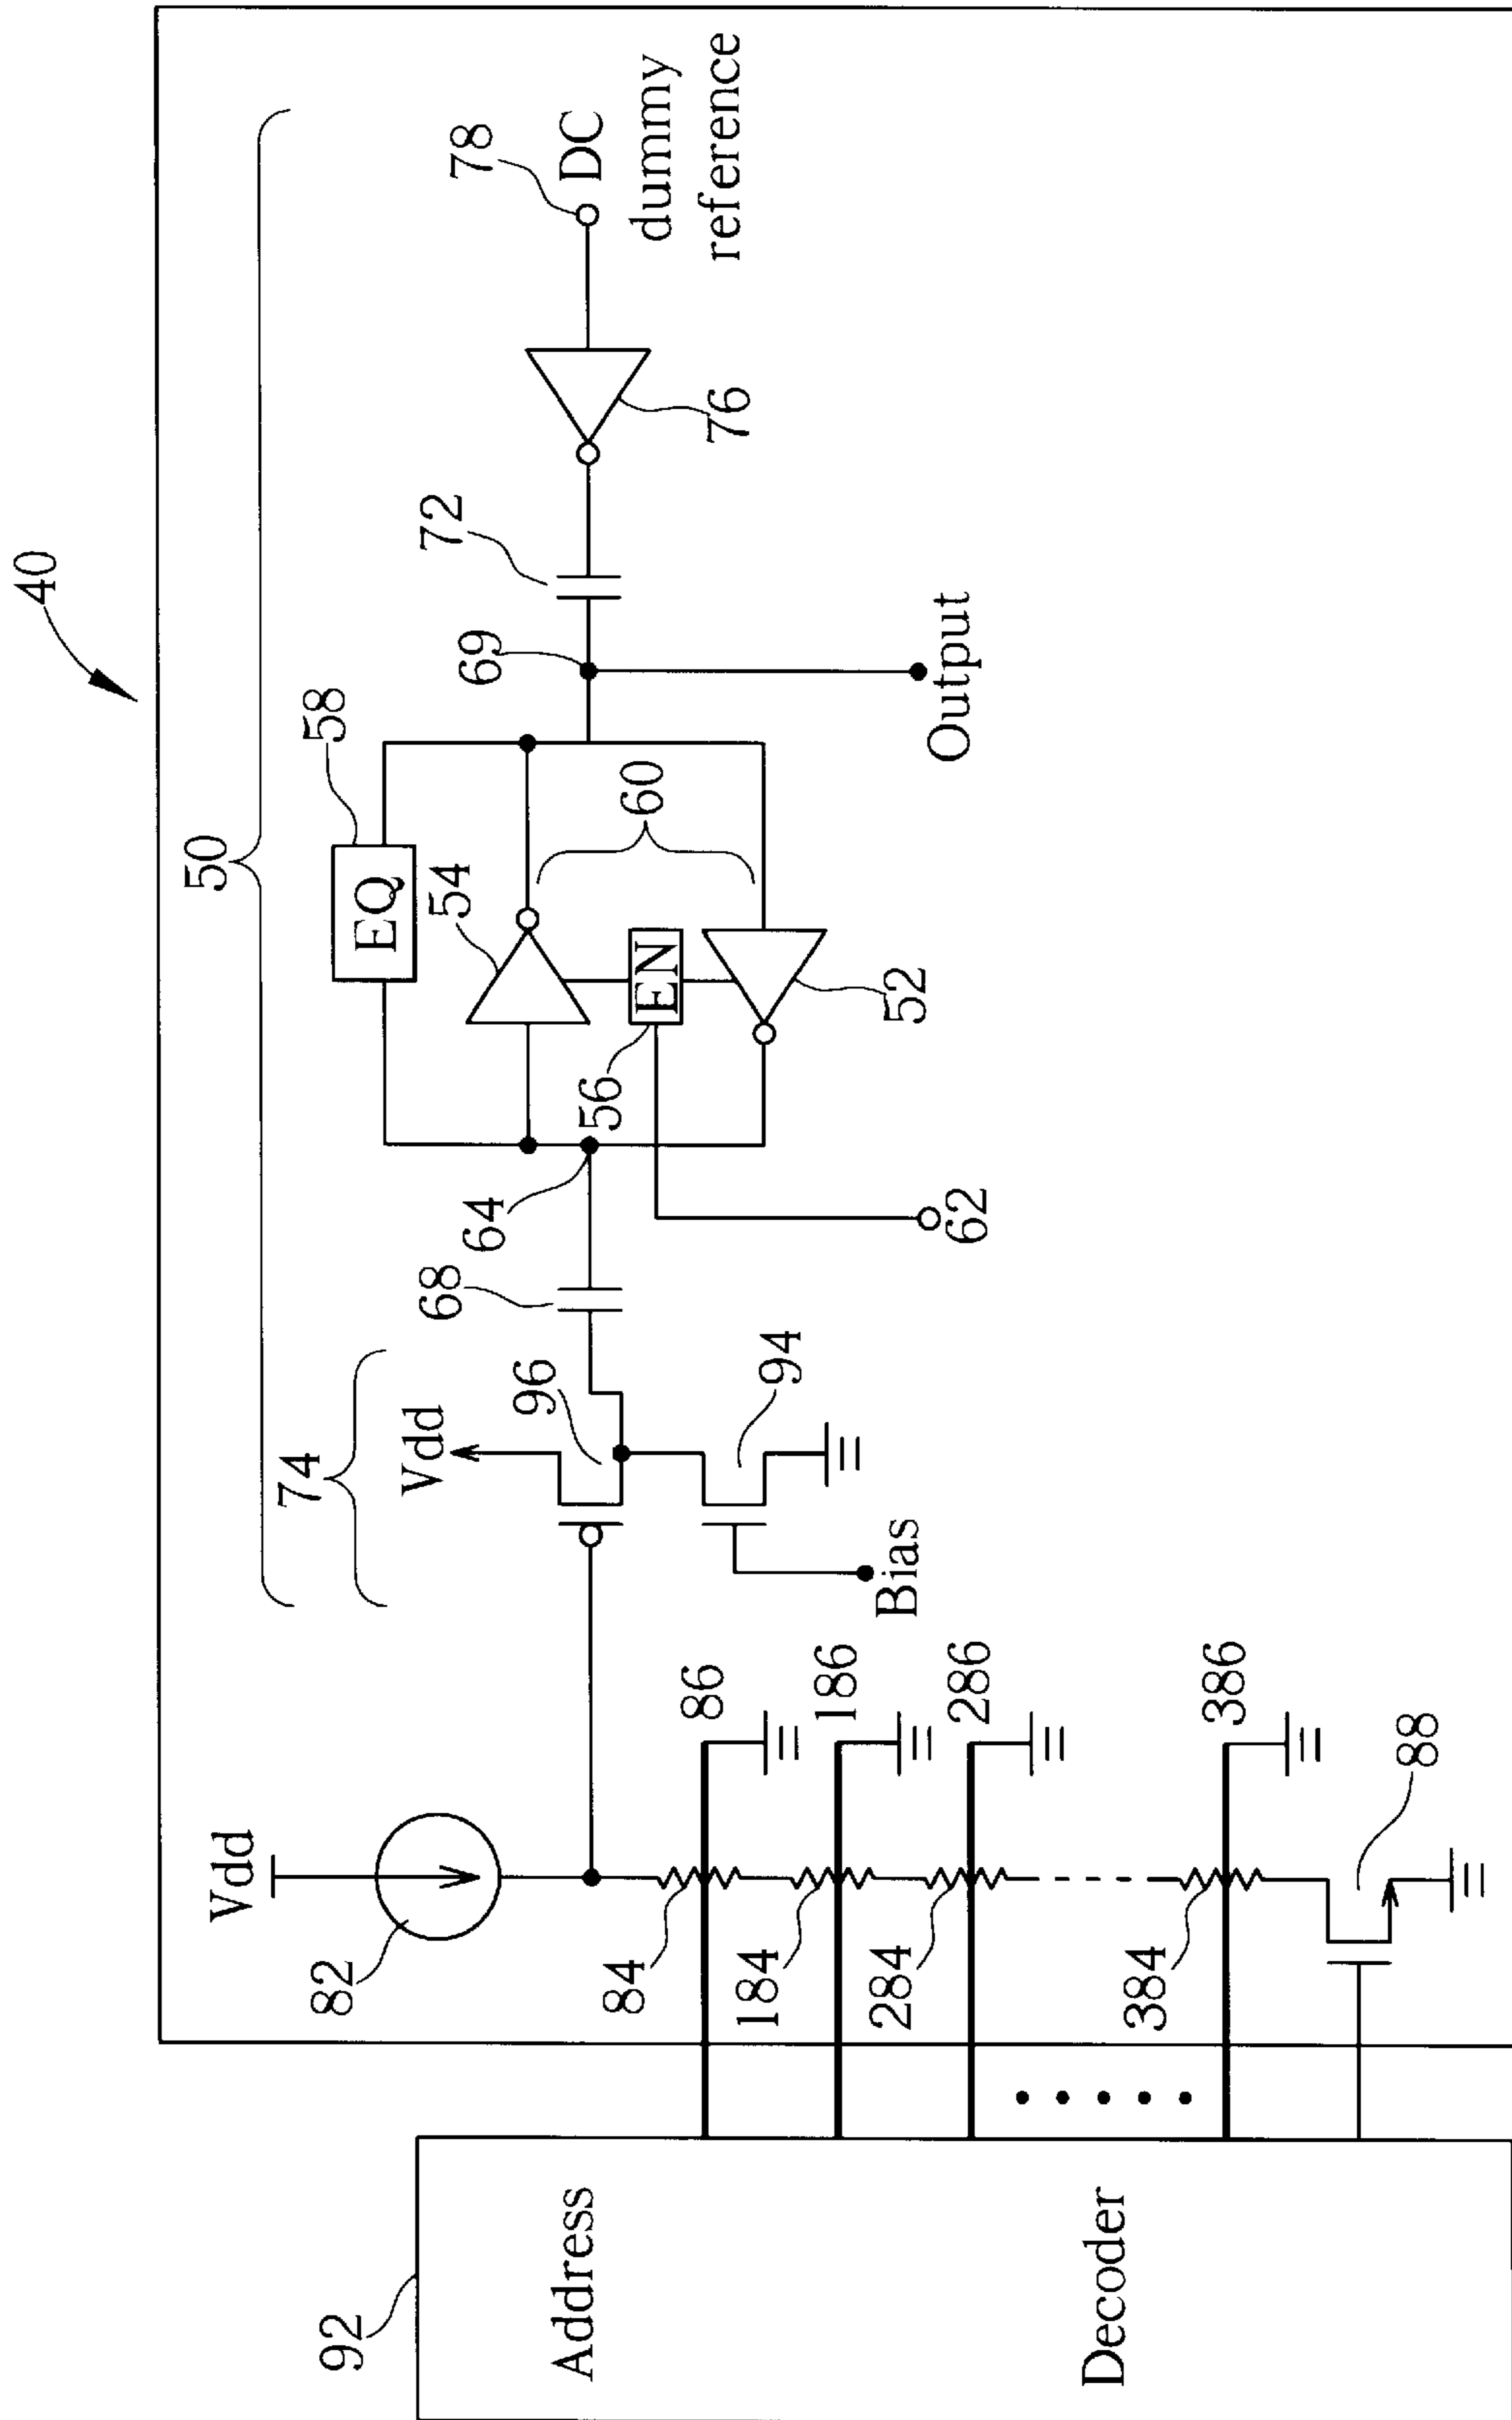 40
50
74
Vdd
Vdd
82
96
68
64
EQ
58
54
EN
56
52
60
62
69
72
78
76
DC
dummy
reference
Output
94
Bias
84
86
184
186
284
286
384
386
88
92
Address
Decoder